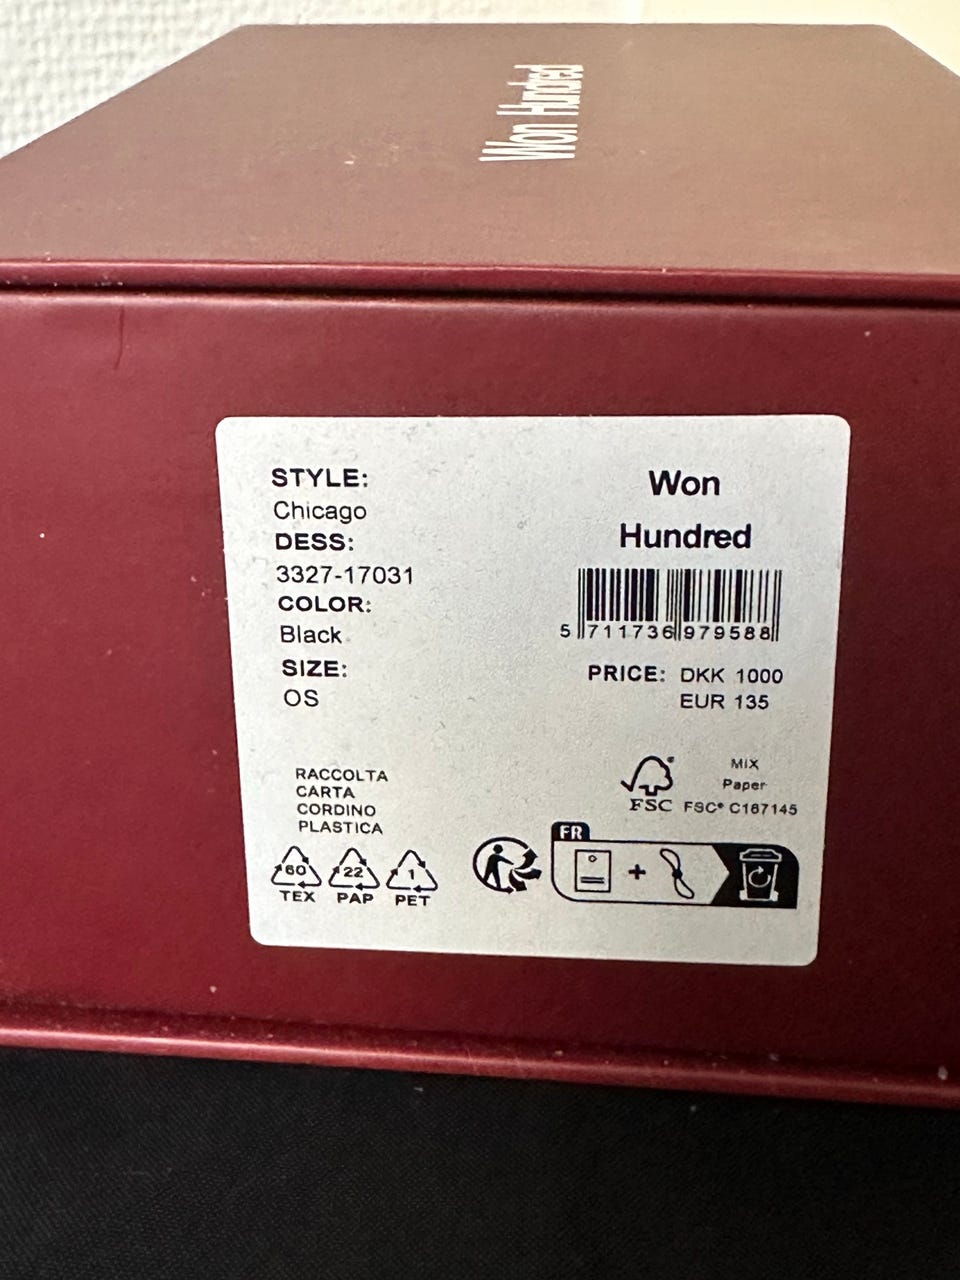 Won Hundred
STYLE:
Chicago
DESS:
3327-17031
COLOR:
Black
SIZE:
OS
Won
Hundred
5 711736 979588
PRICE: DKK 1000
EUR 135
RACCOLTA
CARTA
CORDINO
PLASTICA
60 22 1
TEX PAP PET
MIX
Paper
FSC FSC® C167145
FR